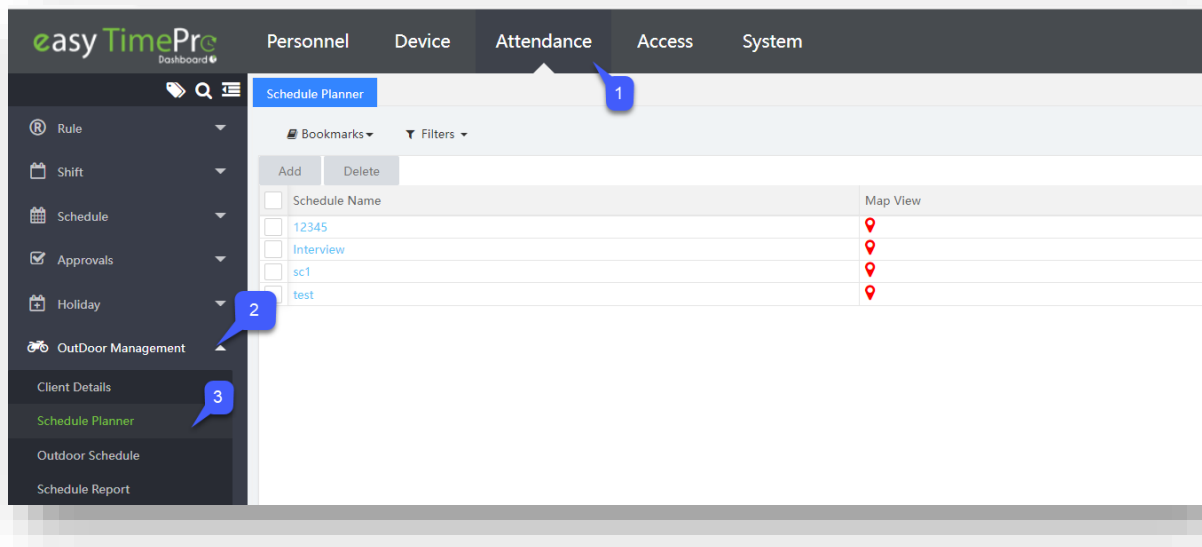 easy TimePro
Dashboard
Personnel Device Attendance Access System
1
Schedule Planner
Rule
Shift
Schedule
Approvals
Holiday
2
OutDoor Management
Client Details
3
Schedule Planner
Outdoor Schedule
Schedule Report
Bookmarks Filters
Add Delete
Schedule Name Map View
12345
Interview
sc1
test